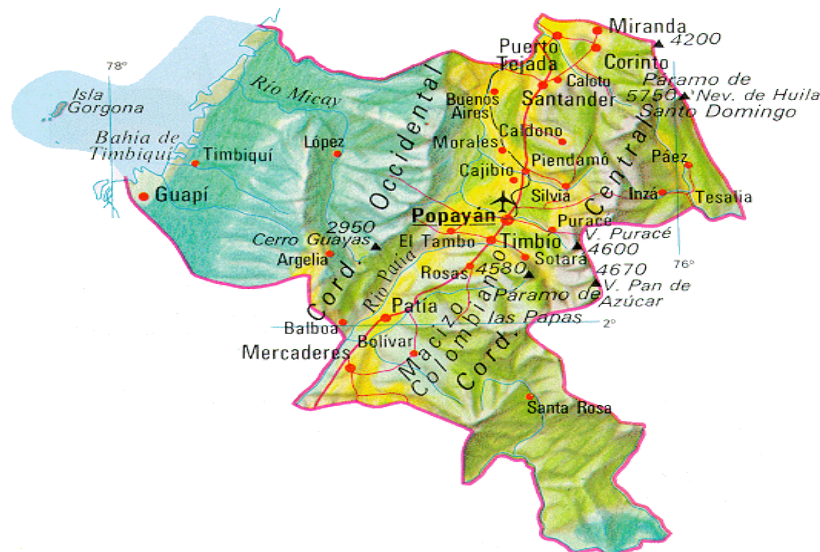 Miranda
4200
Puerto
Tejada
Corinto
78°
Caloto
Páramo de
Isla
Gorgona
Río Micay
Occidental
Buenos
Aires
Santander
5750 Nev. de Huila
Santo Domingo
Central
Caldono
Bahía de
Timbiquí
Timbiquí
López
Morales
Piendamó
Páez
Cajibío
Guapí
Silvia
Inzá
Tesalia
Popayán
Puracé
2950
Cerro Guayas
El Tambo
Timbío
V. Puracé
4600
Argelia
Sotará
76°
Cord.
Río Patía
Rosas
4580
4670
V. Pan de
Azúcar
Páramo de
las Papas
Patía
Macizo
Colombiano
Balboa
2°
Bolívar
Cord.
Mercaderes
Santa Rosa